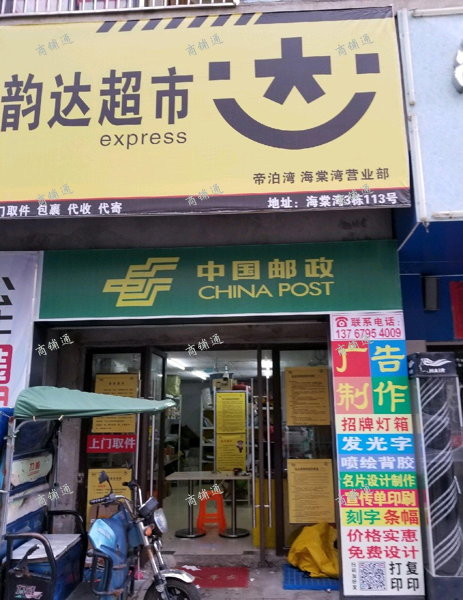 韵达超市
express
帝泊湾 海棠湾营业部
上门取件 包裹 代收 代寄
地址：海棠湾3栋113号
中国邮政
CHINA POST
上门取件
联系电话：
137 6795 4009
广告
制作
招牌灯箱
发光字
喷绘背胶
名片设计制作
宣传单印刷
刻字条幅
价格实惠
免费设计
打印
复印
商铺通